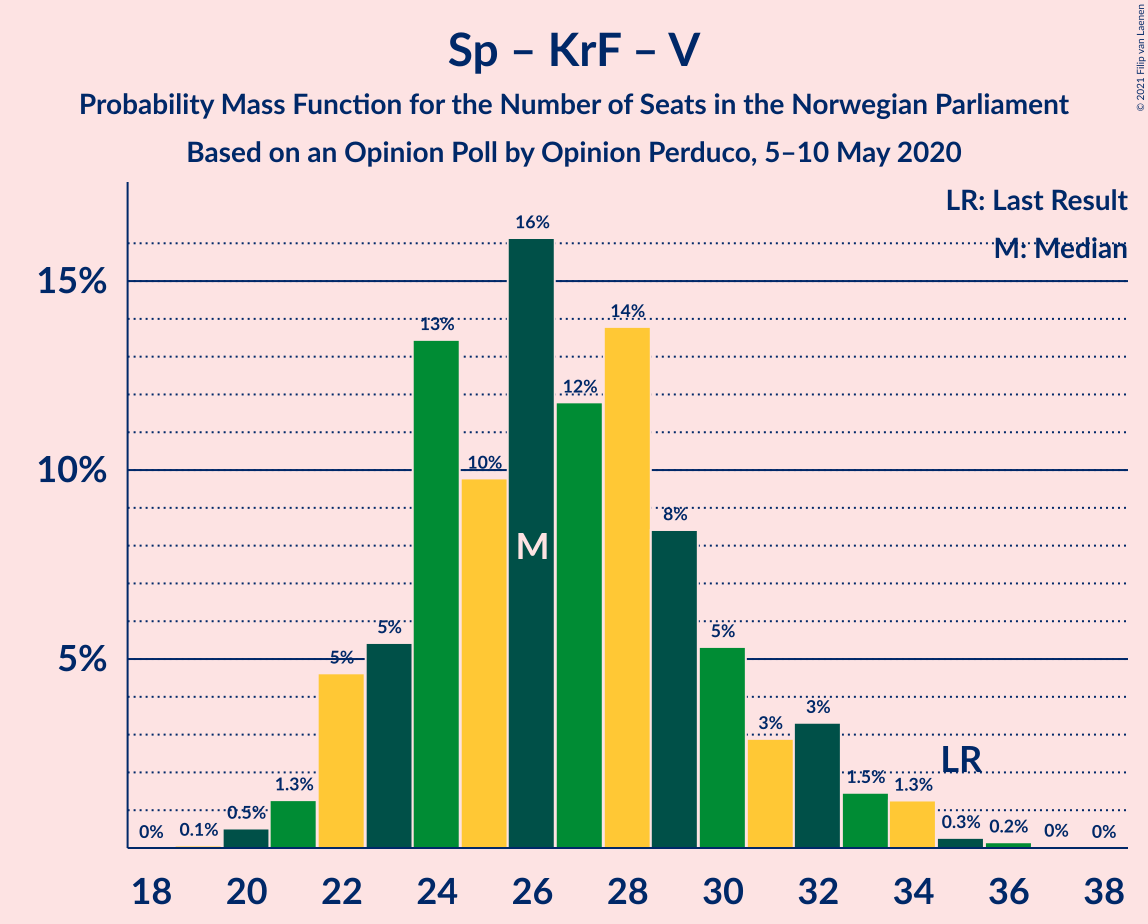 Sp – KrF – V
Probability Mass Function for the Number of Seats in the Norwegian Parliament
Based on an Opinion Poll by Opinion Perduco, 5–10 May 2020
© 2021 Filip van Laenen
LR: Last Result
M: Median
15%
10%
5%
0%
0.1%
0.5%
1.3%
5%
5%
13%
10%
16%
12%
14%
8%
5%
3%
3%
1.5%
1.3%
0.3%
0.2%
0%
0%
M
LR
18 20 22 24 26 28 30 32 34 36 38